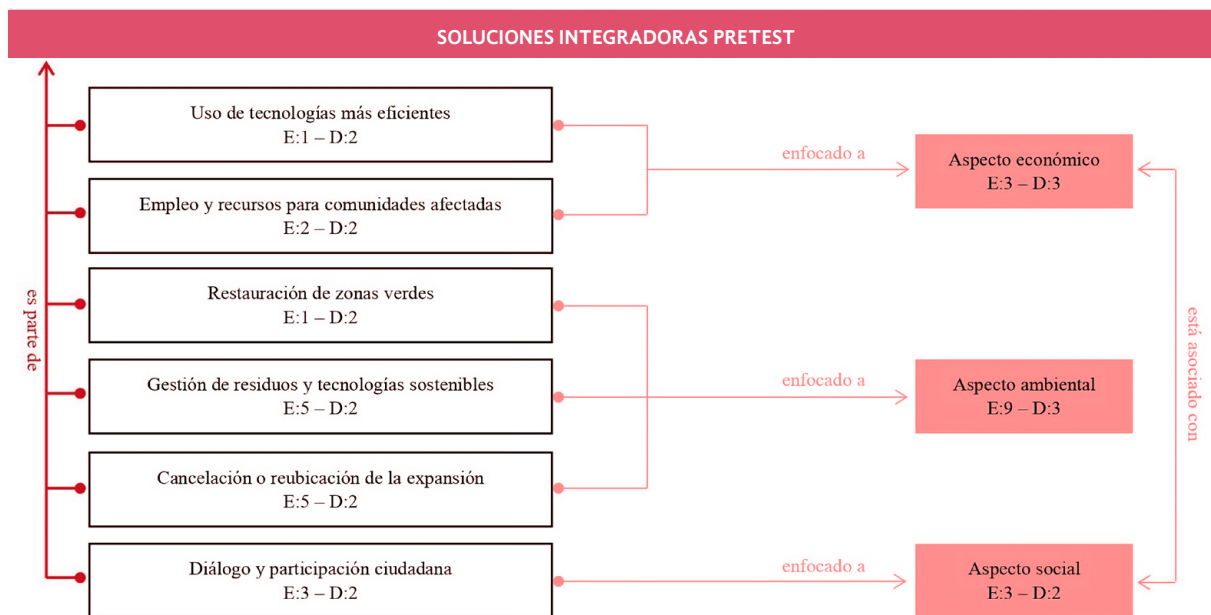 SOLUCIONES INTEGRADORAS PRETEST
Uso de tecnologías más eficientes
E:1 – D:2
Empleo y recursos para comunidades afectadas
E:2 – D:2
enfocado a
Aspecto económico
E:3 – D:3
es parte de
Restauración de zonas verdes
E:1 – D:2
Gestión de residuos y tecnologías sostenibles
E:5 – D:2
Cancelación o reubicación de la expansión
E:5 – D:2
enfocado a
Aspecto ambiental
E:9 – D:3
está asociado con
Diálogo y participación ciudadana
E:3 – D:2
enfocado a
Aspecto social
E:3 – D:2